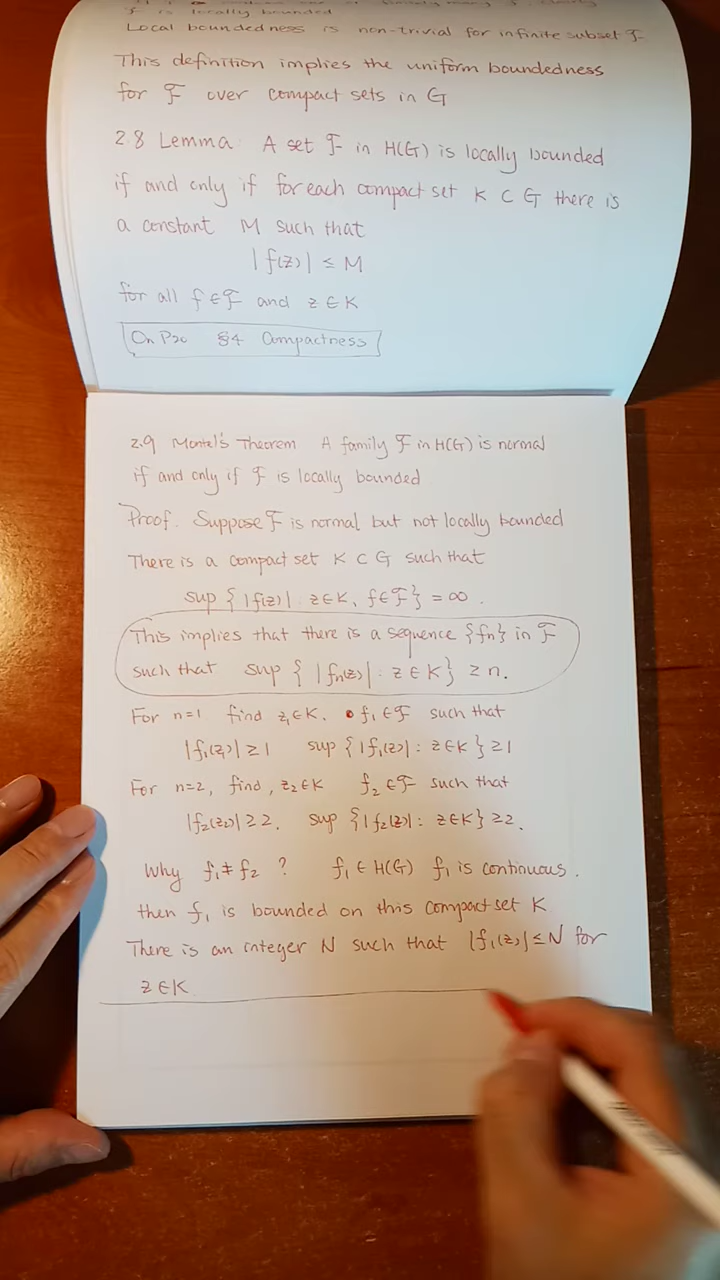 f is locally bounded
Local boundedness is non-trivial for infinite subset ℱ
This definition implies the uniform boundedness
for ℱ over compact sets in G
2.8 Lemma: A set ℱ in H(G) is locally bounded
if and only if for each compact set K ⊂ G there is
a constant M such that
|f(z)| ≤ M
for all f∈ℱ and z∈K
On P20 §4 Compactness
2.9 Montel's Theorem A family ℱ in H(G) is normal
if and only if ℱ is locally bounded
Proof. Suppose ℱ is normal but not locally bounded
There is a compact set K ⊂ G such that
sup { |f(z)| : z∈K, f∈ℱ } = ∞.
This implies that there is a sequence {fn} in ℱ
such that sup { |fn(z)| : z∈K } ≥ n.
For n=1 find z₁∈K. f₁∈ℱ such that
|f₁(z₁)| ≥ 1 sup { |f₁(z)| : z∈K } ≥ 1
For n=2, find, z₂∈K f₂∈ℱ such that
|f₂(z₂)| ≥ 2. sup { |f₂(z)| : z∈K } ≥ 2.
Why f₁ ≠ f₂ ? f₁ ∈ H(G) f₁ is continuous.
then f₁ is bounded on this compact set K
There is an integer N such that |f₁(z)| ≤ N for
z∈K